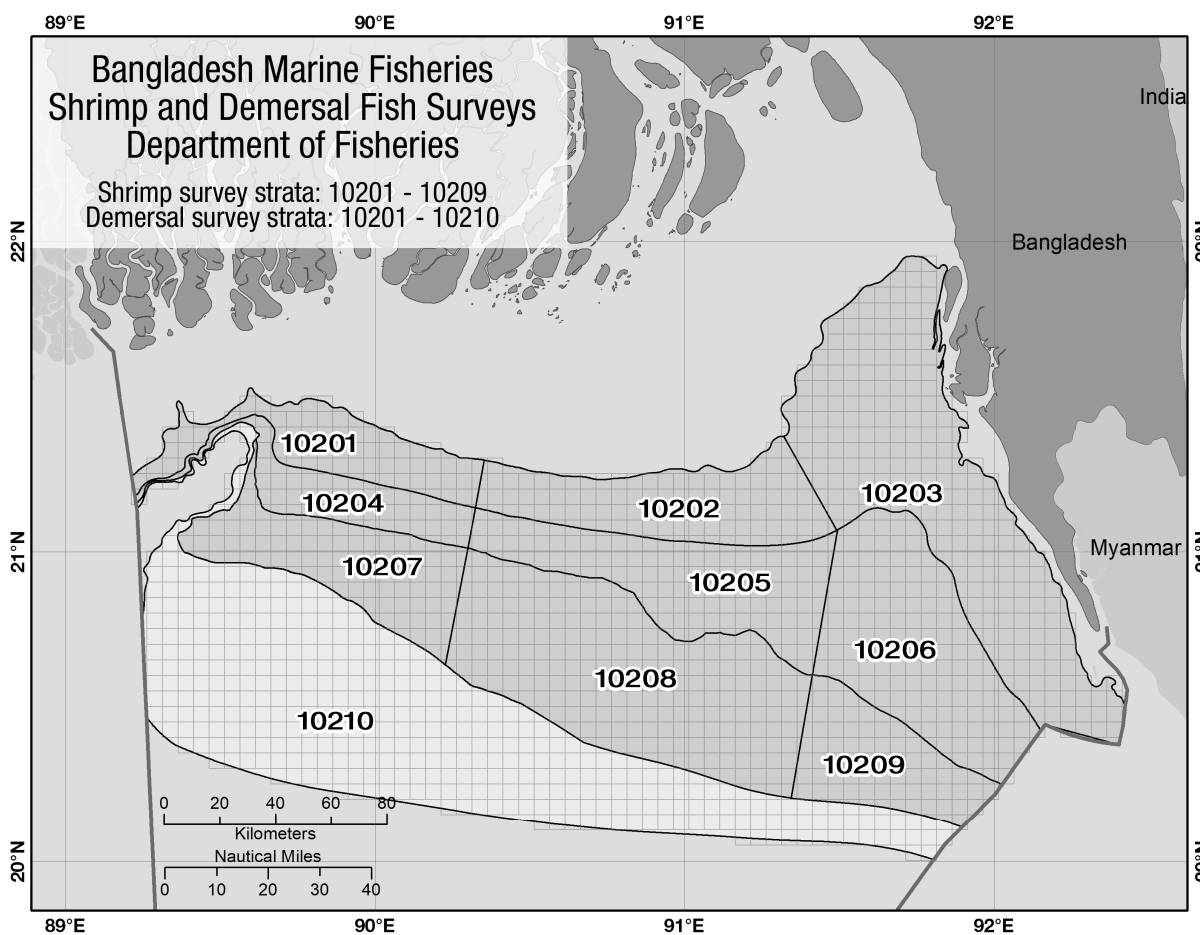 89°E 90°E 91°E 92°E
Bangladesh Marine Fisheries
Shrimp and Demersal Fish Surveys
Department of Fisheries
Shrimp survey strata: 10201 - 10209
Demersal survey strata: 10201 - 10210
India
22°N
Bangladesh
10201
10204
10202
10203
21°N
Myanmar
10207
10205
10206
10208
10210
10209
0 20 40 60 80
Kilometers
Nautical Miles
0 10 20 30 40
20°N
89°E 90°E 91°E 92°E